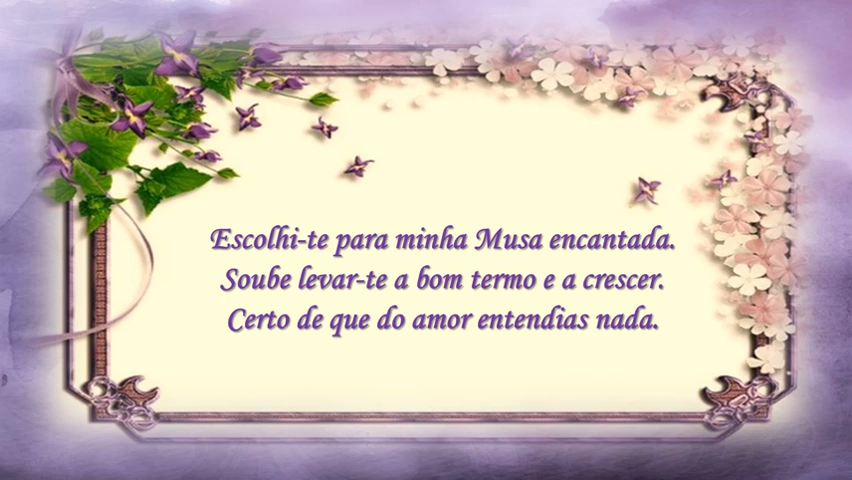 Escolhi-te para minha Musa encantada.
Soube levar-te a bom termo e a crescer.
Certo de que do amor entendias nada.